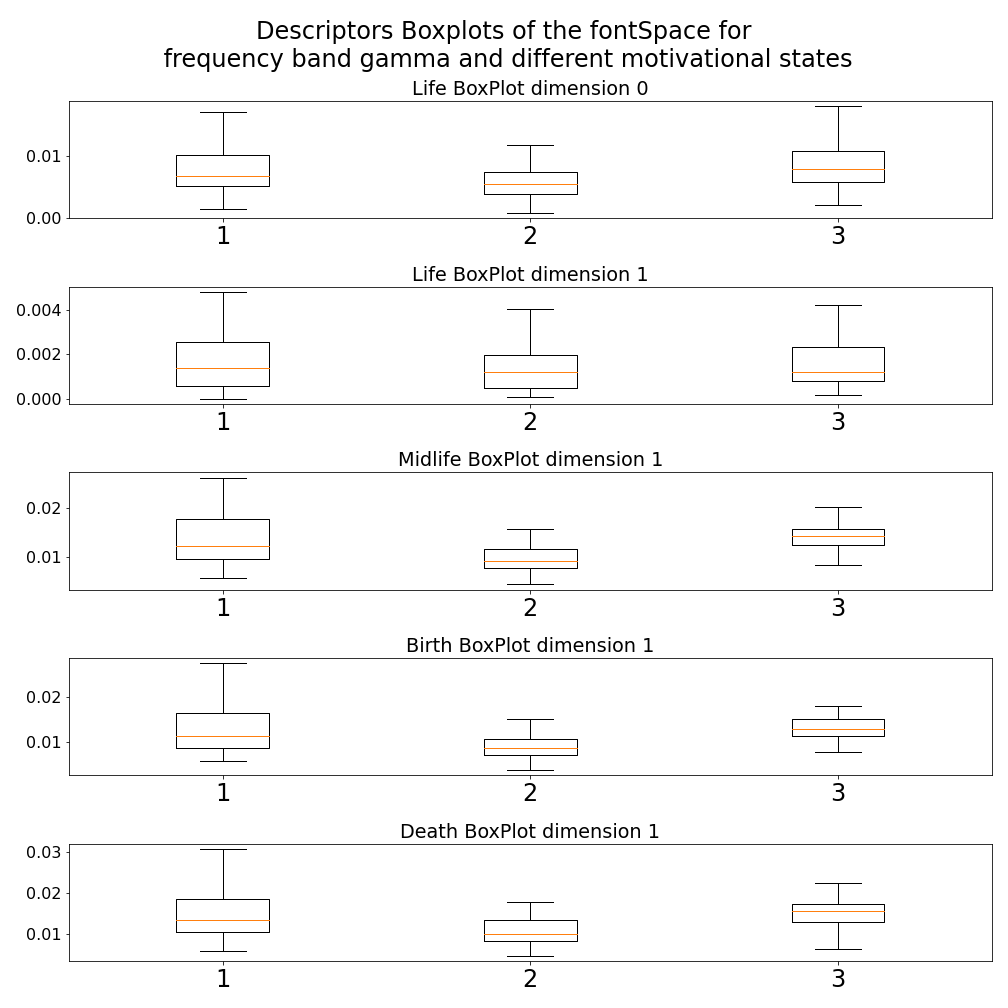 Descriptors Boxplots of the fontSpace for
frequency band gamma and different motivational states
Life BoxPlot dimension 0
0.01
0.00
1 2 3
Life BoxPlot dimension 1
0.004
0.002
0.000
1 2 3
Midlife BoxPlot dimension 1
0.02
0.01
1 2 3
Birth BoxPlot dimension 1
0.02
0.01
1 2 3
Death BoxPlot dimension 1
0.03
0.02
0.01
1 2 3